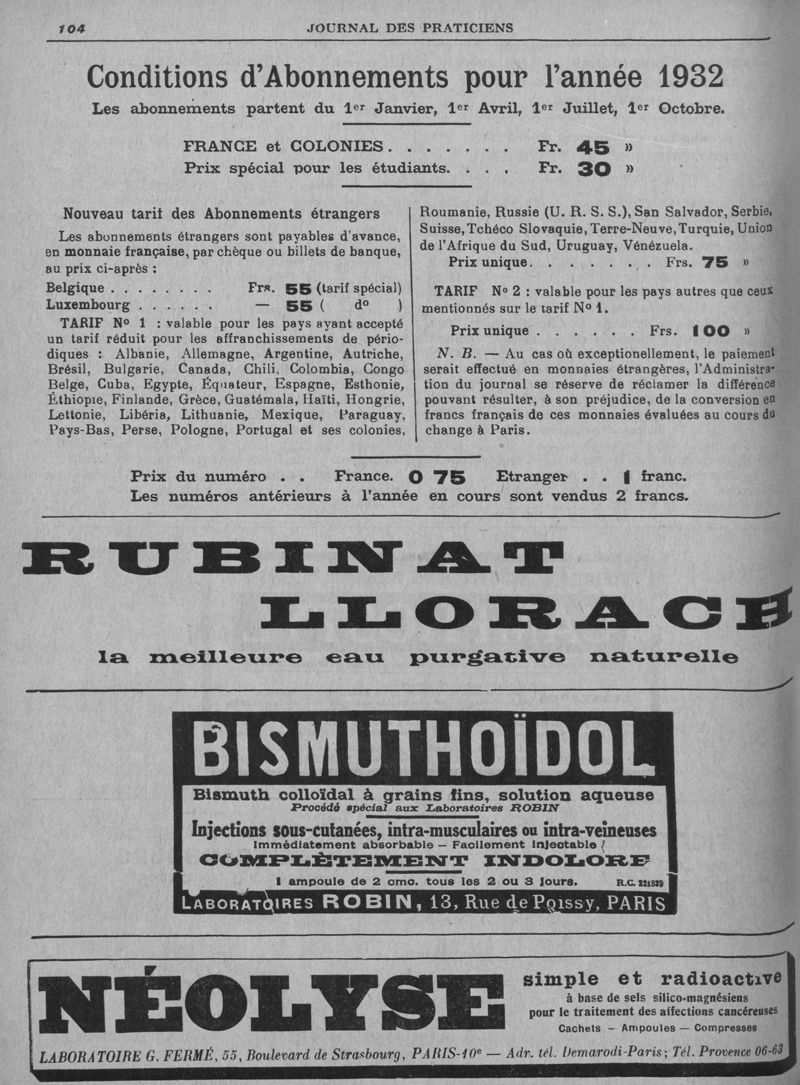 104
JOURNAL DES PRATICIENS
Conditions d'Abonnements pour l'année 1932
Les abonnements partent du 1er Janvier, 1er Avril, 1er Juillet, 1er Octobre.
FRANCE et COLONIES. . . . . . . Fr. 45 »
Prix spécial pour les étudiants. . . . Fr. 30 »
Nouveau tarif des Abonnements étrangers
Les abonnements étrangers sont payables d'avance,
en monnaie française, par chèque ou billets de banque,
au prix ci-après :
Belgique . . . . . . . . Frs. 55 (tarif spécial)
Luxembourg . . . . . . — 55 ( do )
TARIF No 1 : valable pour les pays ayant accepté
un tarif réduit pour les affranchissements de pério-
diques : Albanie, Allemagne, Argentine, Autriche,
Brésil, Bulgarie, Canada, Chili, Colombia, Congo
Belge, Cuba, Egypte, Équateur, Espagne, Esthonie,
Éthiopie, Finlande, Grèce, Guatémala, Haïti, Hongrie,
Lettonie, Libéria, Lithuanie, Mexique, Paraguay,
Pays-Bas, Perse, Pologne, Portugal et ses colonies,
Roumanie, Russie (U. R. S. S.), San Salvador, Serbie,
Suisse, Tchéco Slovaquie, Terre-Neuve, Turquie, Union
de l'Afrique du Sud, Uruguay, Vénézuela.
Prix unique. . . . . . . . Frs. 75 »
TARIF No 2 : valable pour les pays autres que ceux
mentionnés sur le tarif No 1.
Prix unique . . . . . . Frs. 100 »
N. B. — Au cas où exceptionellement, le paiement
serait effectué en monnaies étrangères, l'Administra-
tion du journal se réserve de réclamer la différence
pouvant résulter, à son préjudice, de la conversion en
francs français de ces monnaies évaluées au cours du
change à Paris.
Prix du numéro . . France. 0 75 Etranger . . 1 franc.
Les numéros antérieurs à l'année en cours sont vendus 2 francs.
RUBINAT
LLORACH
la meilleure eau purgative naturelle
BISMUTHOÏDOL
Bismuth colloïdal à grains fins, solution aqueuse
Procédé spécial aux Laboratoires ROBIN
Injections sous-cutanées, intra-musculaires ou intra-veineuses
Immédiatement absorbable — Facilement injectable
COMPLÈTEMENT INDOLORE
1 ampoule de 2 cmc. tous les 2 ou 3 jours. R.C. 221839
LABORATOIRES ROBIN, 13, Rue de Poissy, PARIS
NÉOLYSE
simple et radioactive
à base de sels silico-magnésiens
pour le traitement des affections cancéreuses
Cachets — Ampoules — Compresses
LABORATOIRE G. FERMÉ, 55, Boulevard de Strasbourg, PARIS-10e — Adr. tél. Demarodi-Paris ; Tél. Provence 06-63